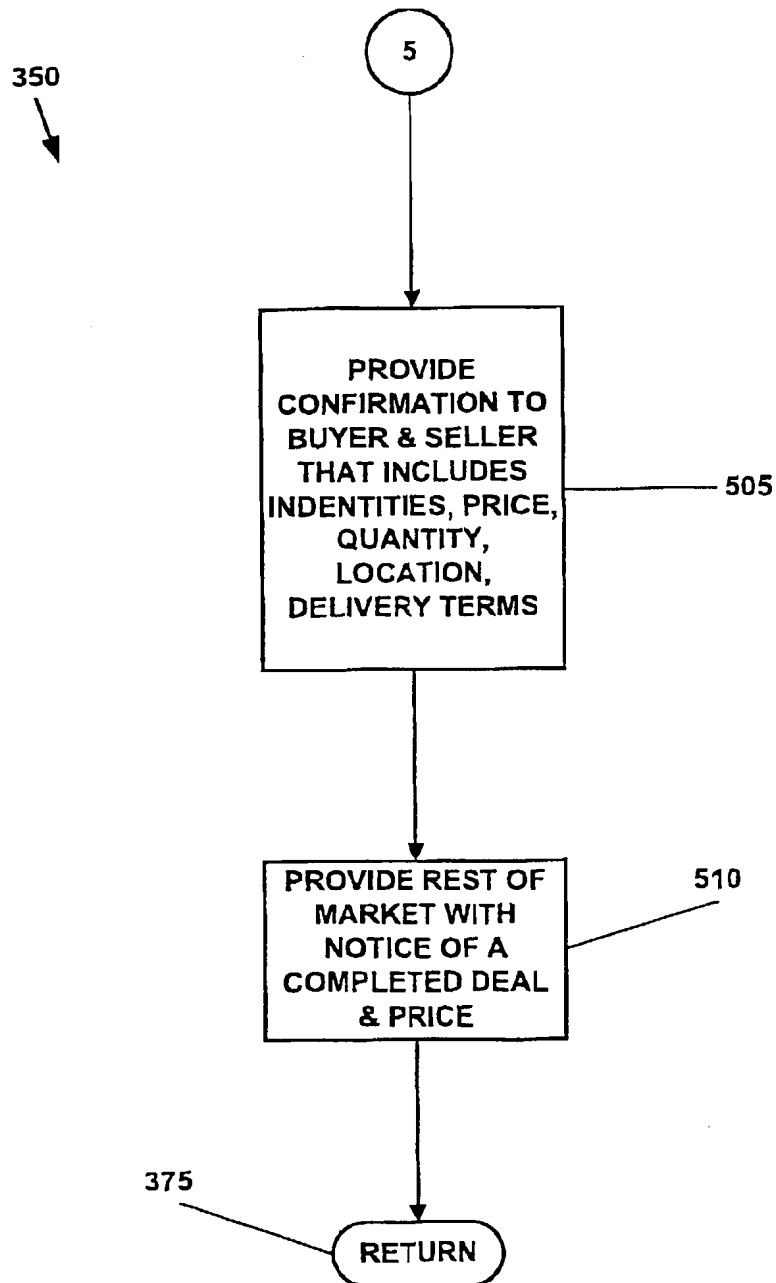 5
350
PROVIDE
CONFIRMATION TO
BUYER & SELLER
THAT INCLUDES
INDENTITIES, PRICE,
QUANTITY,
LOCATION,
DELIVERY TERMS
505
PROVIDE REST OF
MARKET WITH
NOTICE OF A
COMPLETED DEAL
& PRICE
510
375
RETURN